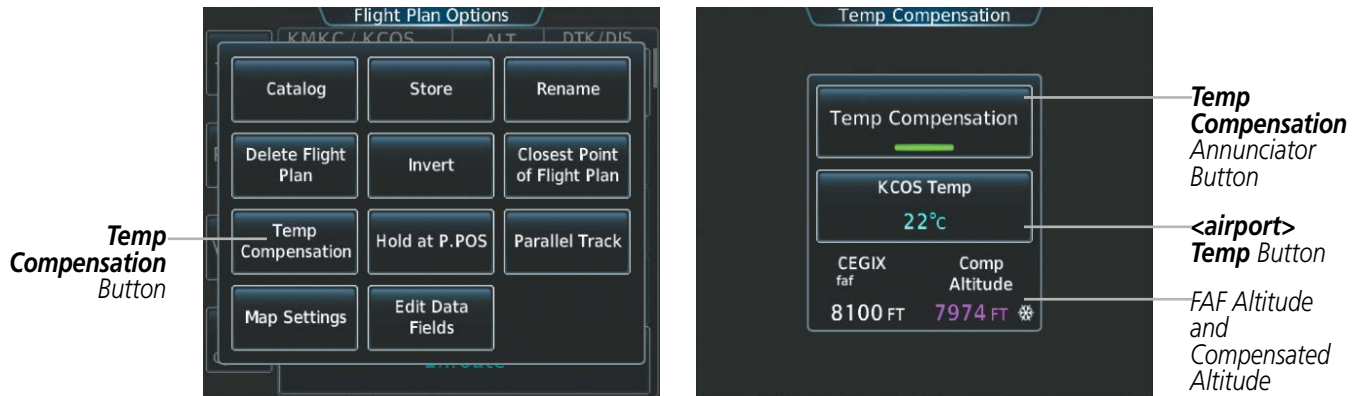 Flight Plan Options
KMKC / KCOS ALT DTK/DIS
Catalog
Store
Rename
Delete Flight
Plan
Invert
Closest Point
of Flight Plan
Temp
Compensation
Hold at P.POS
Parallel Track
Map Settings
Edit Data
Fields
Enroute
Temp
Compensation
Button
Temp Compensation
Temp Compensation
KCOS Temp
22°C
CEGIX
faf
Comp
Altitude
8100 FT
7974 FT
Temp
Compensation
Annunciator
Button
<airport>
Temp Button
FAF Altitude
and
Compensated
Altitude